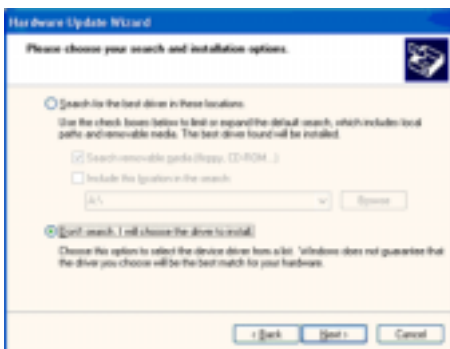 Hardware Update Wizard
Please choose your search and installation options.
Search for the best driver in these locations.
Use the check boxes below to limit or expand the default search, which includes local
paths and removable media. The best driver found will be installed.
Search removable media (floppy, CD-ROM...)
Include this location in the search:
A:\
Browse
Don't search. I will choose the driver to install.
Choose this option to select the device driver from a list. Windows does not guarantee that
the driver you choose will be the best match for your hardware.
< Back
Next >
Cancel